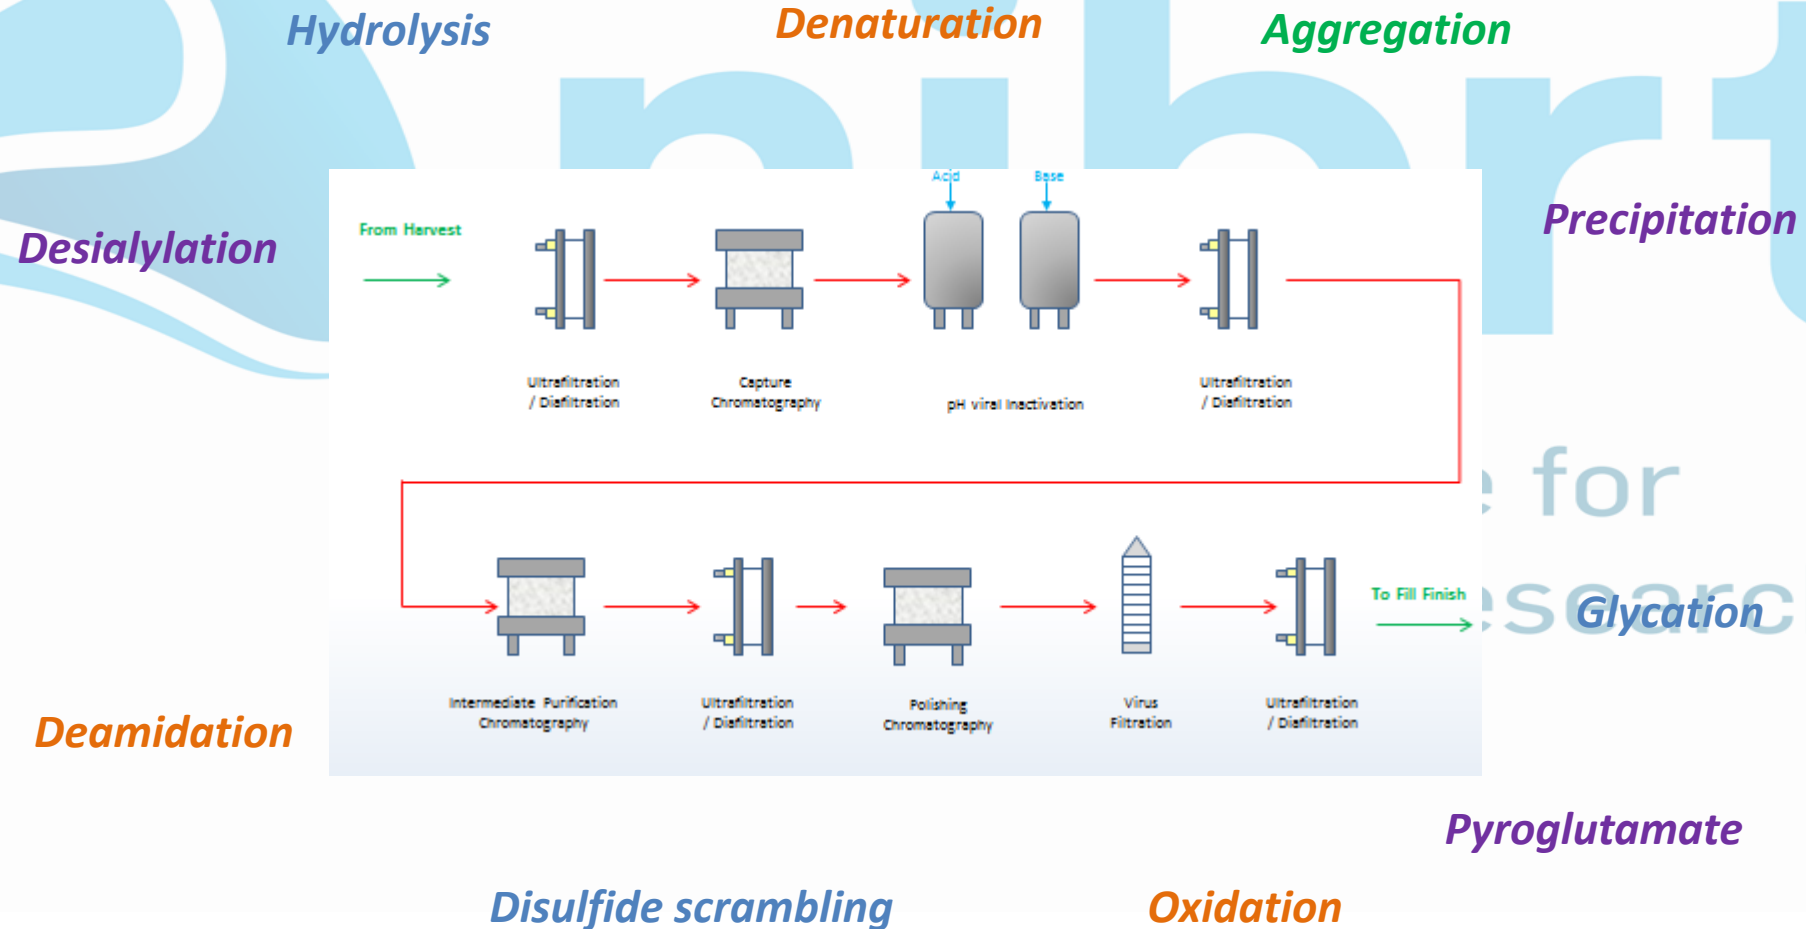 Hydrolysis
Denaturation
Aggregation
nibrt
Acid
Base
Precipitation
Desialylation
From Harvest
Ultrafiltration
/ Diafiltration
Capture
Chromatography
pH viral Inactivation
Ultrafiltration
/ Diafiltration
for
To Fill Finish
Glycation
Intermediate Purification
Chromatography
Ultrafiltration
/ Diafiltration
Polishing
Chromatography
Virus
Filtration
Ultrafiltration
/ Diafiltration
Deamidation
Pyroglutamate
Disulfide scrambling
Oxidation